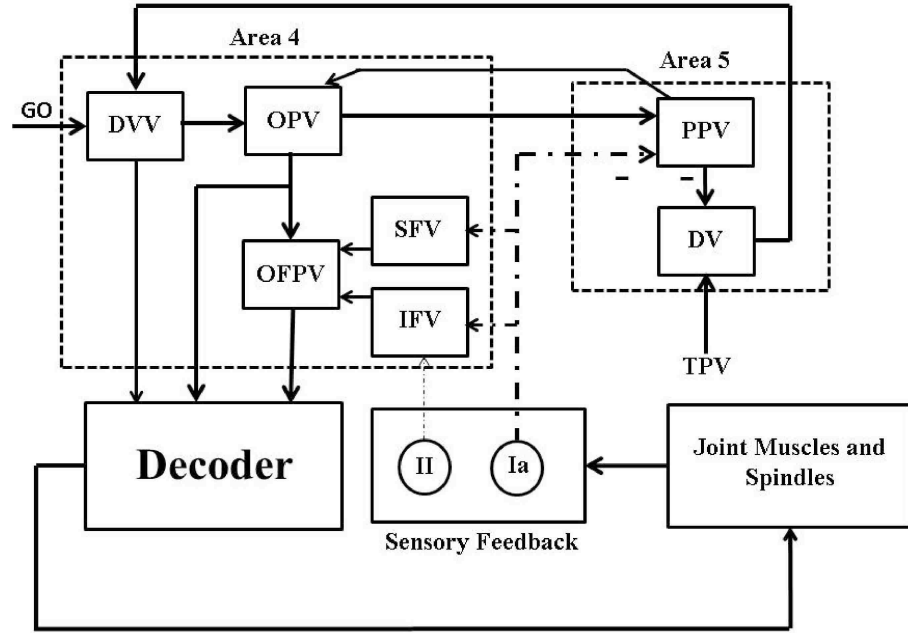 Area 4
Area 5
GO
DVV
OPV
PPV
SFV
DV
OFPV
IFV
TPV
Decoder
II
Ia
Joint Muscles and
Spindles
Sensory Feedback